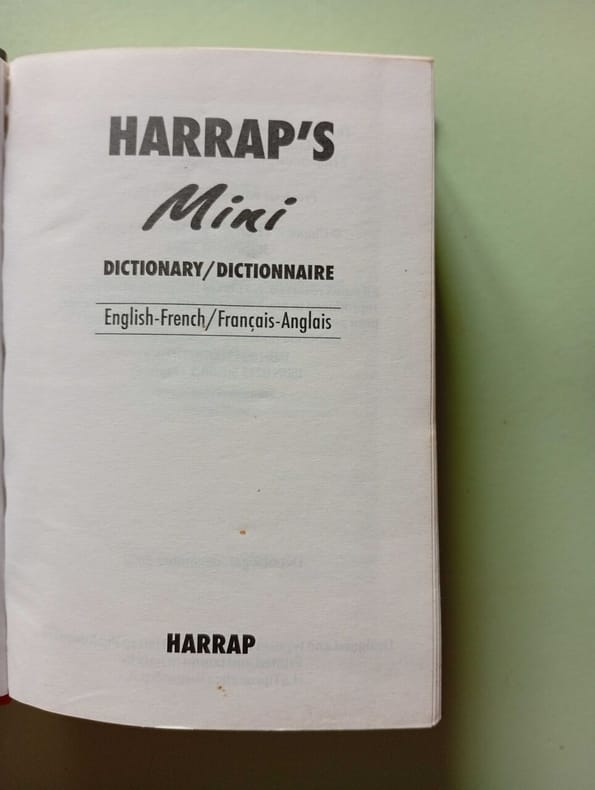 HARRAP'S
Mini
DICTIONARY/DICTIONNAIRE
English-French/Français-Anglais
HARRAP